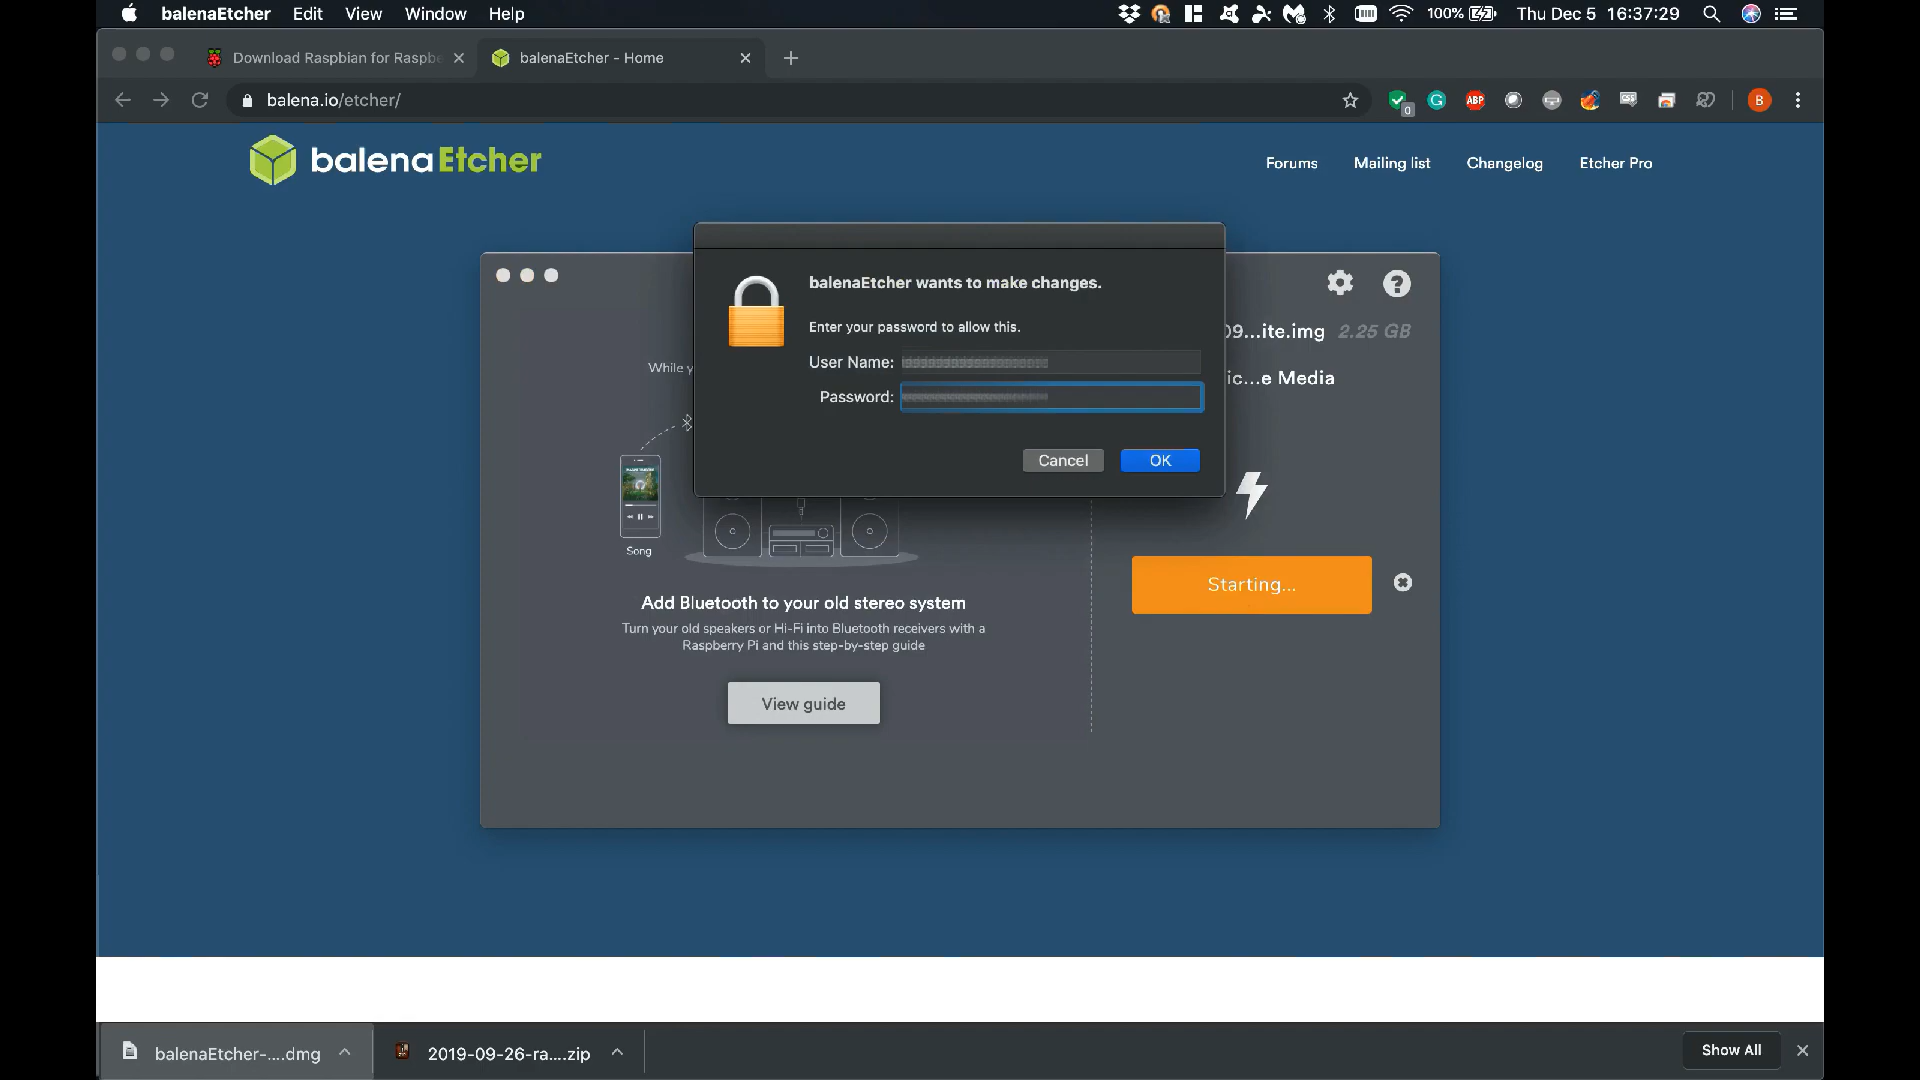 balenaEtcher Edit View Window Help 100% Thu Dec 5 16:37:29
Download Raspbian for Raspbe balenaEtcher - Home
balena.io/etcher/
0 ABP CSS B
balenaEtcher
Forums Mailing list Changelog Etcher Pro
balenaEtcher wants to make changes.
Enter your password to allow this.
User Name:
Password:
Cancel OK
09...ite.img 2.25 GB
ic...e Media
While y
Song
Starting...
Add Bluetooth to your old stereo system
Turn your old speakers or Hi-Fi into Bluetooth receivers with a
Raspberry Pi and this step-by-step guide
View guide
balenaEtcher-....dmg 2019-09-26-ra....zip Show All